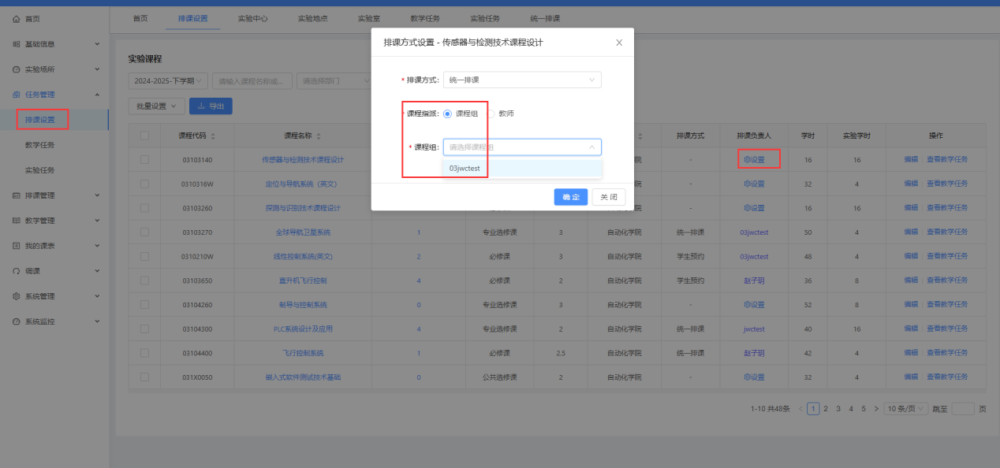 首页
基础信息
实验场所
任务管理
排课设置
教学任务
实验任务
排课管理
教学管理
我的课表
调课
系统管理
系统监控
首页 排课设置 实验中心 实验地点 实验室 教学任务 实验任务 统一排课
实验课程
2024-2025-下学期 请输入课程名称或... 请选择部门
批量设置 导出
排课方式设置 - 传感器与检测技术课程设计
* 排课方式: 统一排课
* 课程指派: 课程组 教师
* 课程组: 请选择课程组
03jwctest
确 定 关 闭
课程代码 课程名称 排课方式 排课负责人 学时 实验学时 操作
03103140 传感器与检测技术课程设计 院 - 设置 16 16 编辑 查看教学任务
0310316W 定位与导航系统（英文） 院 - 设置 32 4 编辑 查看教学任务
03103260 探测与识别技术课程设计 院 - 设置 16 16 编辑 查看教学任务
03103270 全球导航卫星系统 1 专业选修课 3 自动化学院 统一排课 03jwctest 50 4 编辑 查看教学任务
0310210W 线性控制系统(英文) 2 必修课 3 自动化学院 学生预约 03jwctest 48 4 编辑 查看教学任务
03103650 直升机飞行控制 4 必修课 2 自动化学院 学生预约 赵子玥 36 8 编辑 查看教学任务
03104260 制导与控制系统 0 专业选修课 3 自动化学院 - 设置 52 8 编辑 查看教学任务
03104300 PLC系统设计及应用 4 专业选修课 2 自动化学院 统一排课 jwctest 40 16 编辑 查看教学任务
03104400 飞行控制系统 1 必修课 2.5 自动化学院 统一排课 赵子玥 42 4 编辑 查看教学任务
031X0050 嵌入式软件测试技术基础 0 公共选修课 2 自动化学院 - 设置 32 4 编辑 查看教学任务
1-10 共48条 < 1 2 3 4 5 > 10 条/页 跳至 页